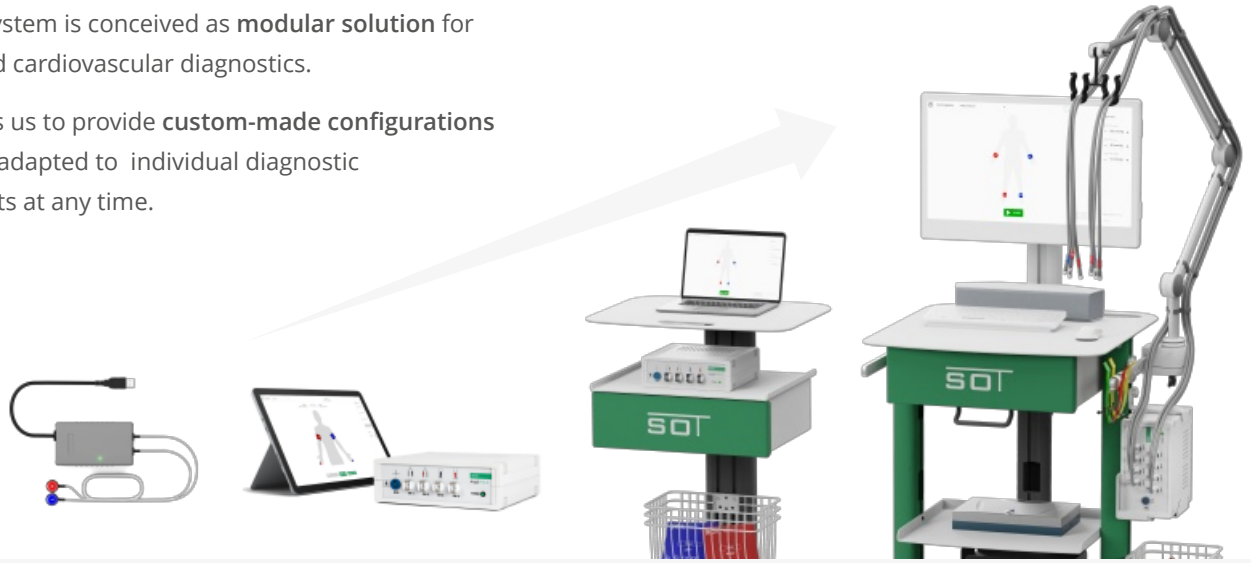 ystem is conceived as modular solution for
d cardiovascular diagnostics.
s us to provide custom-made configurations
adapted to individual diagnostic
ts at any time.
SOT
SOT